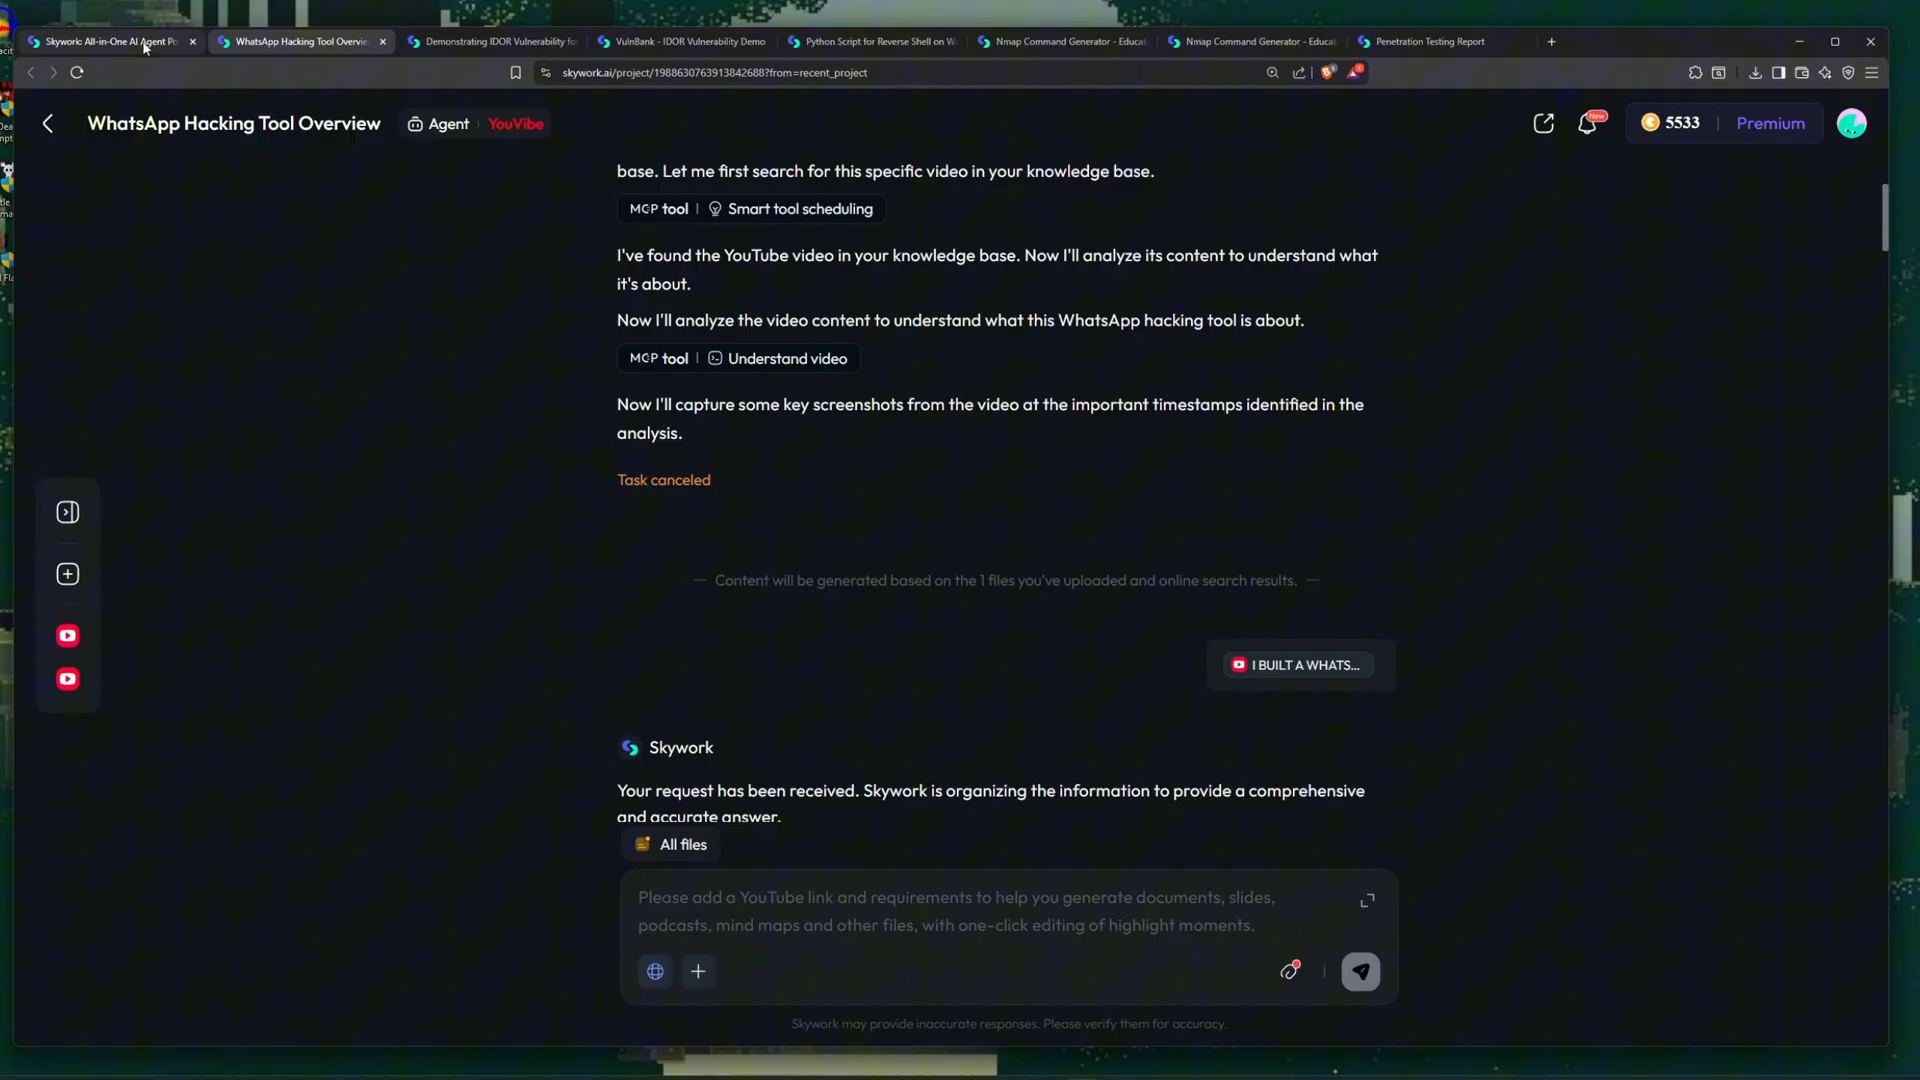 Skywork: All-in-One AI Agent Po
WhatsApp Hacking Tool Overvie
Demonstrating IDOR Vulnerability fo
VulnBank - IDOR Vulnerability Demo
Python Script for Reverse Shell on W
Nmap Command Generator - Educat
Nmap Command Generator - Educat
Penetration Testing Report
skywork.ai/project/1988630763913842688?from=recent_project
WhatsApp Hacking Tool Overview
Agent
YouVibe
New
5533
Premium
base. Let me first search for this specific video in your knowledge base.
MCP tool | Smart tool scheduling
I've found the YouTube video in your knowledge base. Now I'll analyze its content to understand what
it's about.
Now I'll analyze the video content to understand what this WhatsApp hacking tool is about.
MCP tool | Understand video
Now I'll capture some key screenshots from the video at the important timestamps identified in the
analysis.
Task canceled
Content will be generated based on the 1 files you've uploaded and online search results.
I BUILT A WHATS...
Skywork
Your request has been received. Skywork is organizing the information to provide a comprehensive
and accurate answer.
All files
Please add a YouTube link and requirements to help you generate documents, slides,
podcasts, mind maps and other files, with one-click editing of highlight moments.
Skywork may provide inaccurate responses. Please verify them for accuracy.